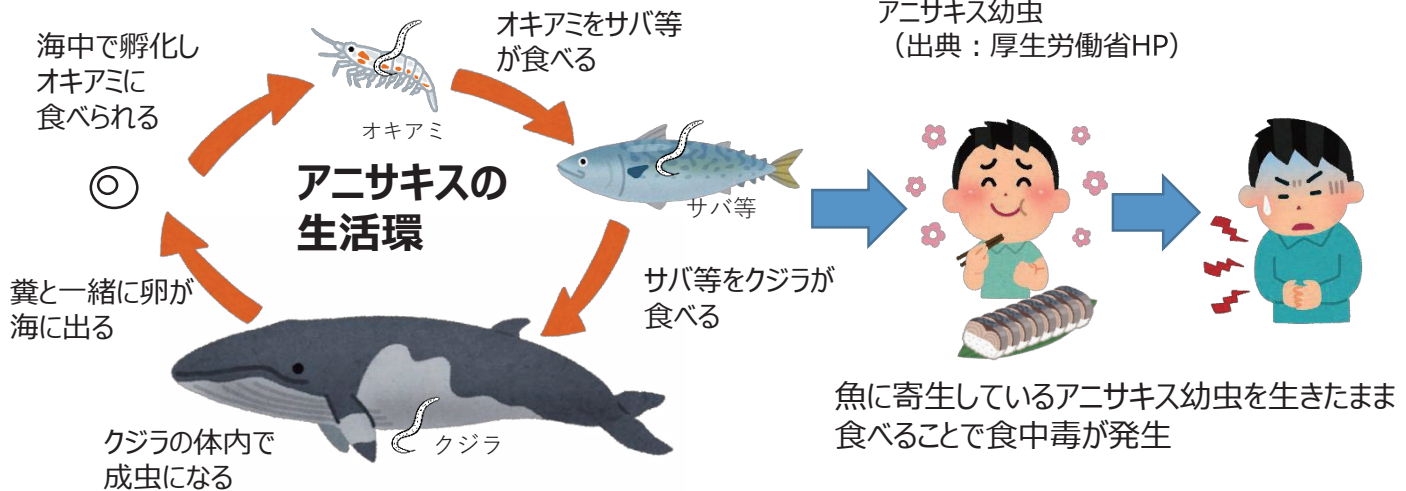 アニサキス幼虫
（出典：厚生労働省HP）
海中で孵化し
オキアミに
食べられる
オキアミをサバ等
が食べる
オキアミ
アニサキスの
生活環
サバ等
サバ等をクジラが
食べる
糞と一緒に卵が
海に出る
クジラ
クジラの体内で
成虫になる
魚に寄生しているアニサキス幼虫を生きたまま
食べることで食中毒が発生